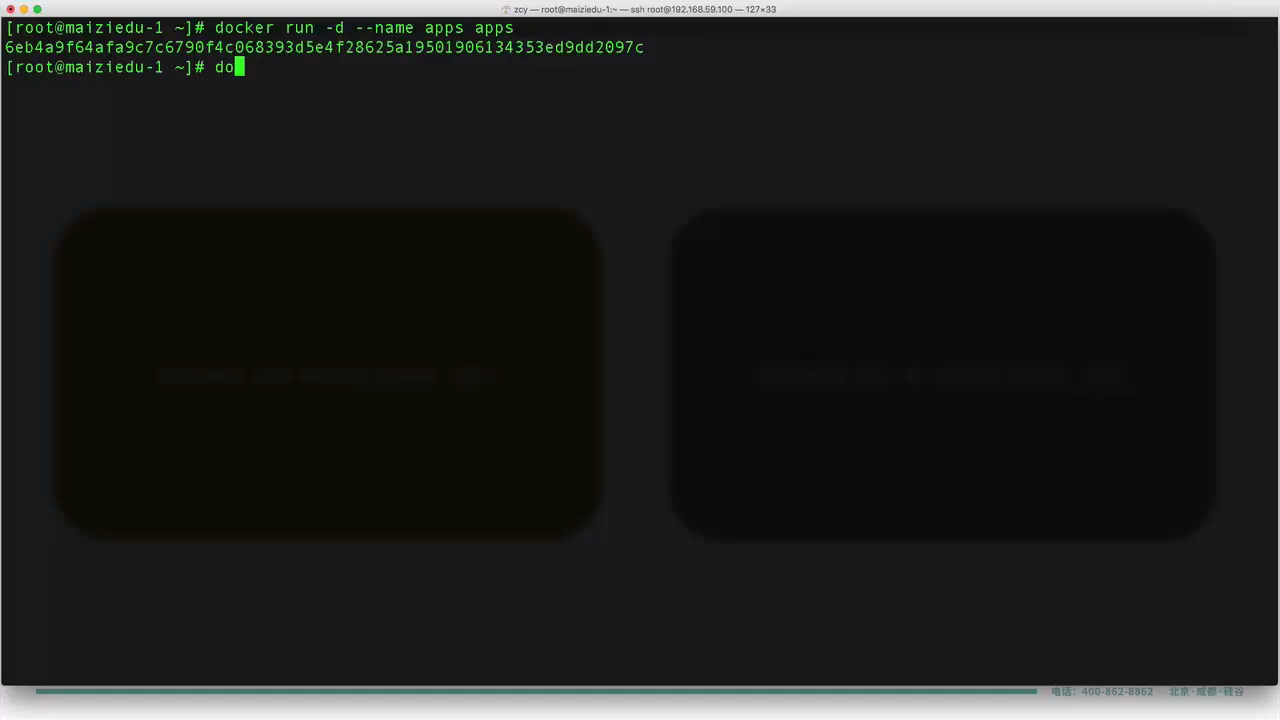 zcy — root@maiziedu-1:~ — ssh root@192.168.59.100 — 127×33
[root@maiziedu-1 ~]# docker run -d --name apps apps
6eb4a9f64afa9c7c6790f4c068393d5e4f28625a19501906134353ed9dd2097c
[root@maiziedu-1 ~]# do
电话：400-862-8862 北京·成都·硅谷